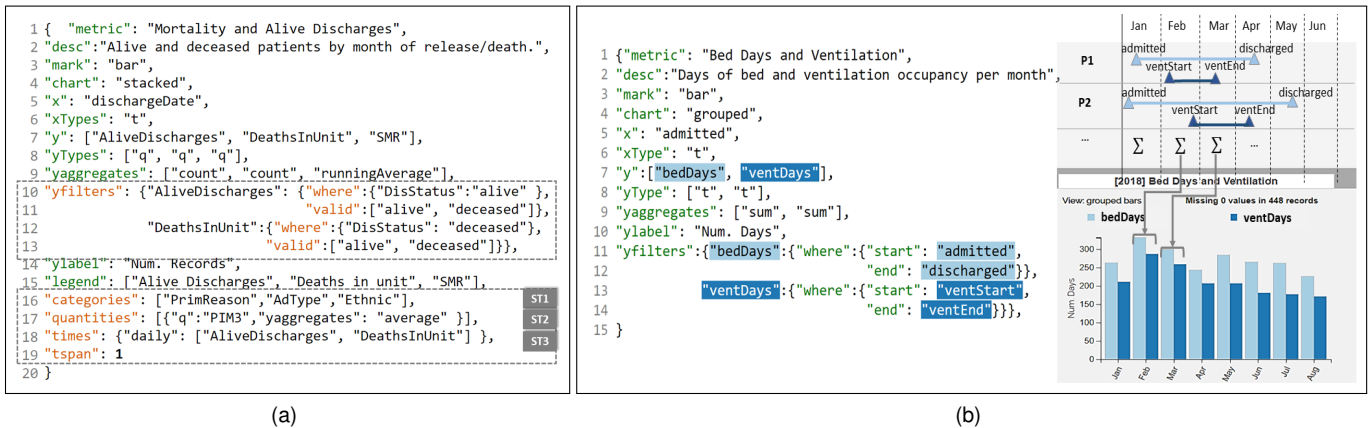 1 {  "metric": "Mortality and Alive Discharges",
2 "desc":"Alive and deceased patients by month of release/death.",
3 "mark": "bar",
4 "chart": "stacked",
5 "x": "dischargeDate",
6 "xTypes": "t",
7 "y": ["AliveDischarges", "DeathsInUnit", "SMR"],
8 "yTypes": ["q", "q", "q"],
9 "yaggregates": ["count", "count", "runningAverage"],
10 "yfilters": {"AliveDischarges": {"where":{"DisStatus":"alive" },
11 "valid":["alive", "deceased"]},
12 "DeathsInUnit":{"where":{"DisStatus": "deceased"},
13 "valid":["alive", "deceased"]}},
14 "ylabel": "Num. Records",
15 "legend": ["Alive Discharges", "Deaths in unit", "SMR"],
16 "categories": ["PrimReason","AdType","Ethnic"],
ST1
17 "quantities": [{"q":"PIM3","yaggregates": "average" }],
ST2
18 "times": {"daily": ["AliveDischarges", "DeathsInUnit"] },
ST3
19 "tspan": 1
20 }
(a)
1 {"metric": "Bed Days and Ventilation",
2 "desc":"Days of bed and ventilation occupancy per month",
3 "mark": "bar",
4 "chart": "grouped",
5 "x": "admitted",
6 "xType": "t",
7 "y":["bedDays", "ventDays"],
8 "yType": ["t", "t"],
9 "yaggregates": ["sum", "sum"],
10 "ylabel": "Num. Days",
11 "yfilters":{"bedDays":{"where":{"start": "admitted",
12 "end": "discharged"}},
13 "ventDays":{"where":{"start": "ventStart",
14 "end": "ventEnd"}}},
15 }
Jan Feb Mar Apr May Jun
admitted discharged
P1
ventStart ventEnd
admitted discharged
P2
ventStart ventEnd
... Σ Σ Σ ...
[2018] Bed Days and Ventilation
View: grouped bars Missing 0 values in 448 records
bedDays ventDays
Num. Days
300
250
200
150
100
50
0
Jan Feb Mar Apr May Jun Jul Aug
(b)